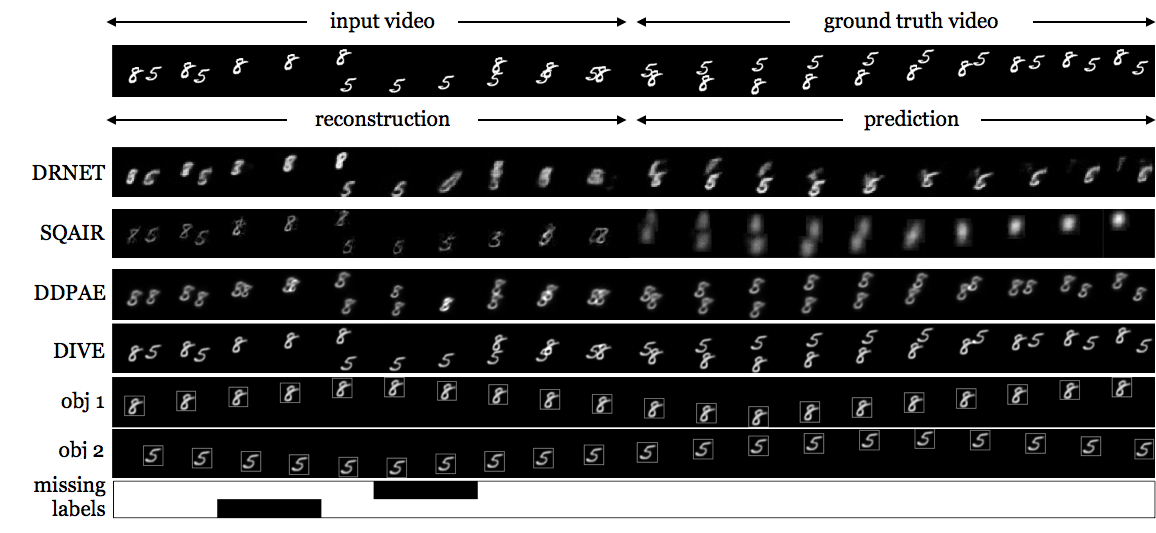 input video
ground truth video
reconstruction
prediction
DRNET
SQAIR
DDPAE
DIVE
obj 1
obj 2
missing
labels